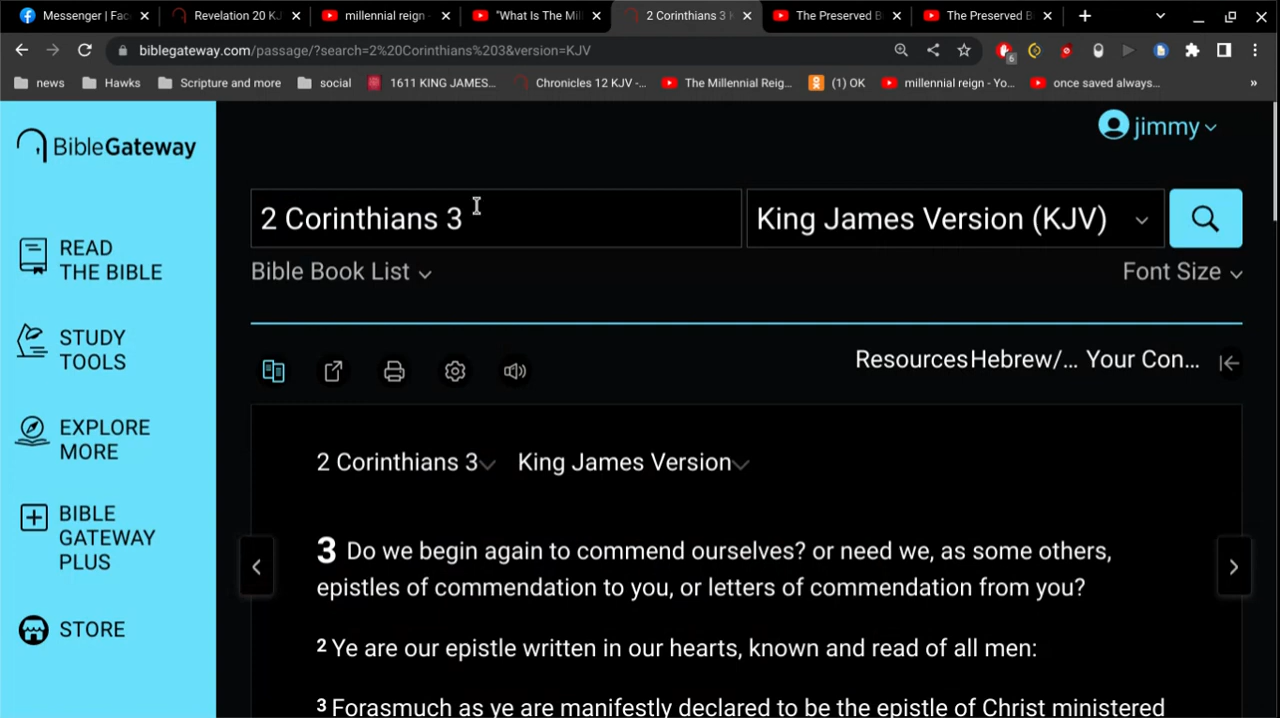 Messenger | Fac
Revelation 20 K
millennial reign -
"What Is The Mil
2 Corinthians 3 K
The Preserved B
The Preserved B
biblegateway.com/passage/?search=2%20Corinthians%203&version=KJV
6
news
Hawks
Scripture and more
social
1611 KING JAMES...
Chronicles 12 KJV -...
The Millennial Reig...
(1) OK
millennial reign - Yo...
once saved always...
»
BibleGateway
jimmy
2 Corinthians 3
King James Version (KJV)
Bible Book List
Font Size
READ
THE BIBLE
STUDY
TOOLS
EXPLORE
MORE
BIBLE
GATEWAY
PLUS
STORE
Resources Hebrew/... Your Con...
2 Corinthians 3
King James Version
3 Do we begin again to commend ourselves? or need we, as some others,
epistles of commendation to you, or letters of commendation from you?
2 Ye are our epistle written in our hearts, known and read of all men:
3 Forasmuch as ye are manifestly declared to be the epistle of Christ ministered